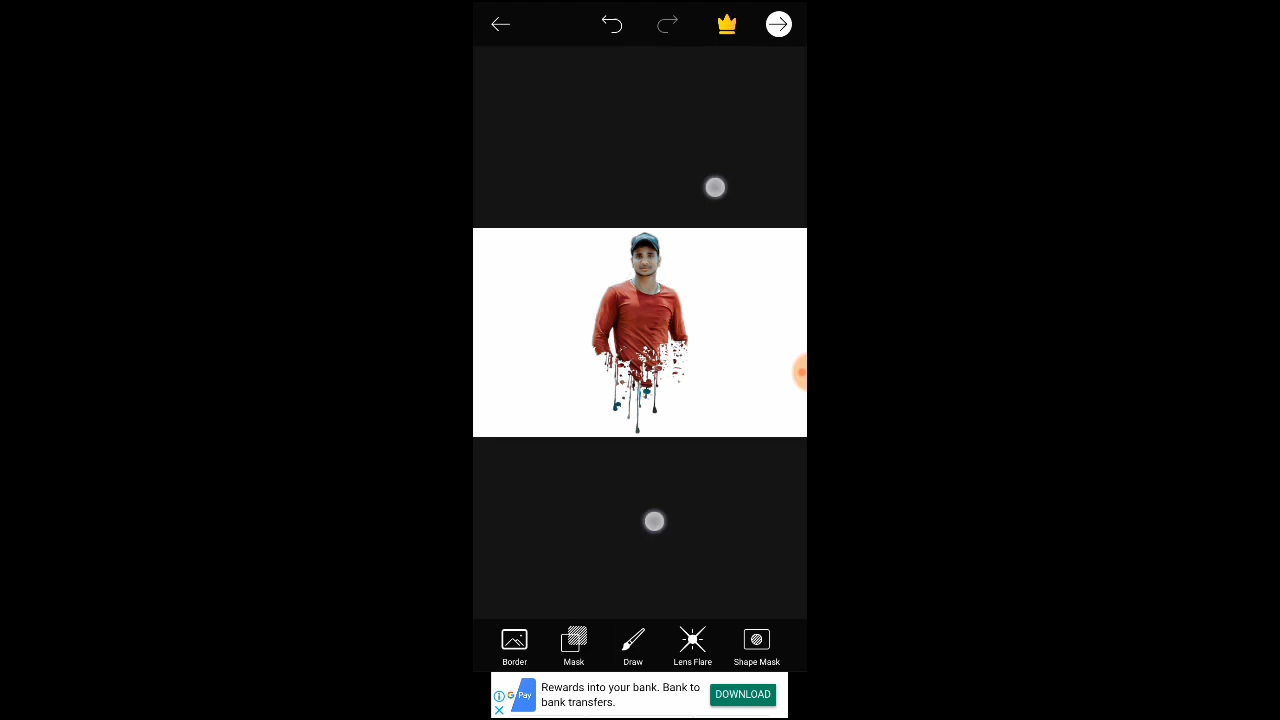 Border
Mask
Draw
Lens Flare
Shape Mask
G Pay
Rewards into your bank. Bank to
bank transfers.
DOWNLOAD